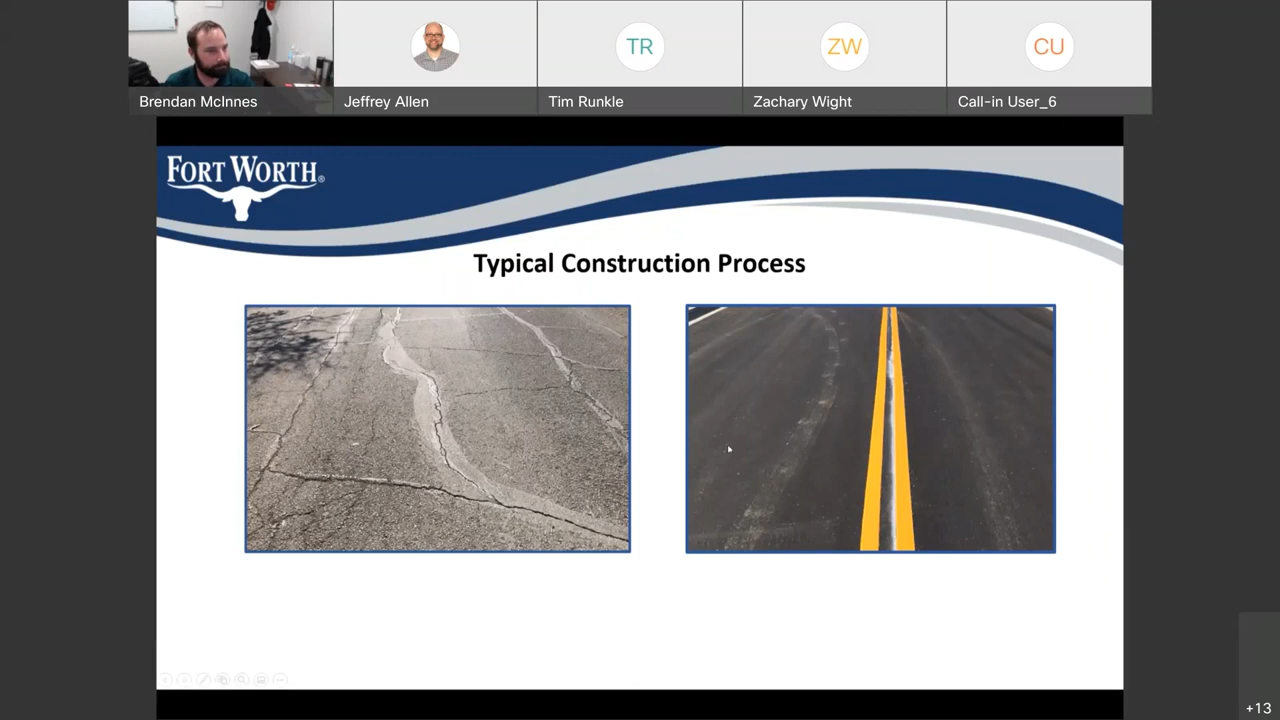 TR
ZW
CU
Brendan McInnes
Jeffrey Allen
Tim Runkle
Zachary Wight
Call-in User_6
FORT WORTH®
Typical Construction Process
+13